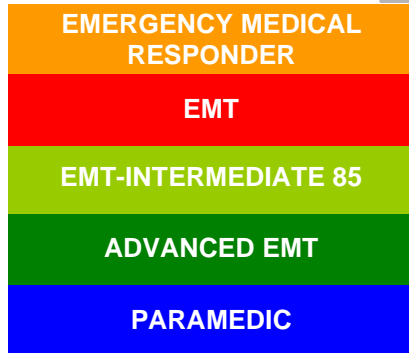 EMERGENCY MEDICAL
RESPONDER
EMT
EMT-INTERMEDIATE 85
ADVANCED EMT
PARAMEDIC